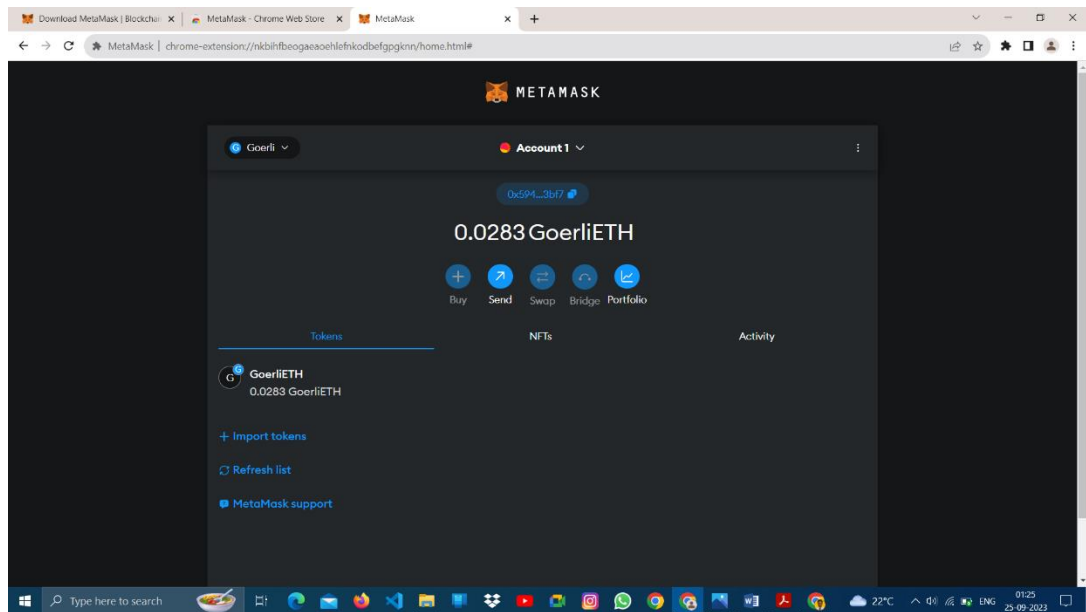 Download MetaMask | Blockchai
MetaMask - Chrome Web Store
MetaMask
MetaMask | chrome-extension://nkbihfbeogaeaoehlefnkodbefgpgknn/home.html#
METAMASK
G Goerli
Account 1
0x594...3bf7
0.0283 GoerliETH
Buy
Send
Swap
Bridge
Portfolio
Tokens
NFTs
Activity
G
G
GoerliETH
0.0283 GoerliETH
+ Import tokens
Refresh list
MetaMask support
Type here to search
22°C
ENG
01:25
25-09-2023